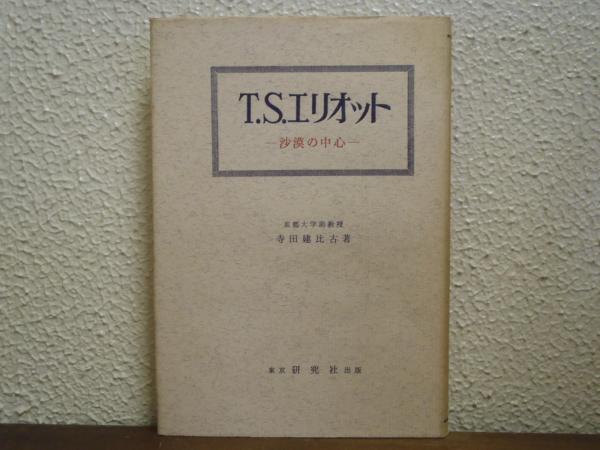 T.S.エリオット
—沙漠の中心—
京都大学助教授
寺田建比古著
東京 研究社 出版